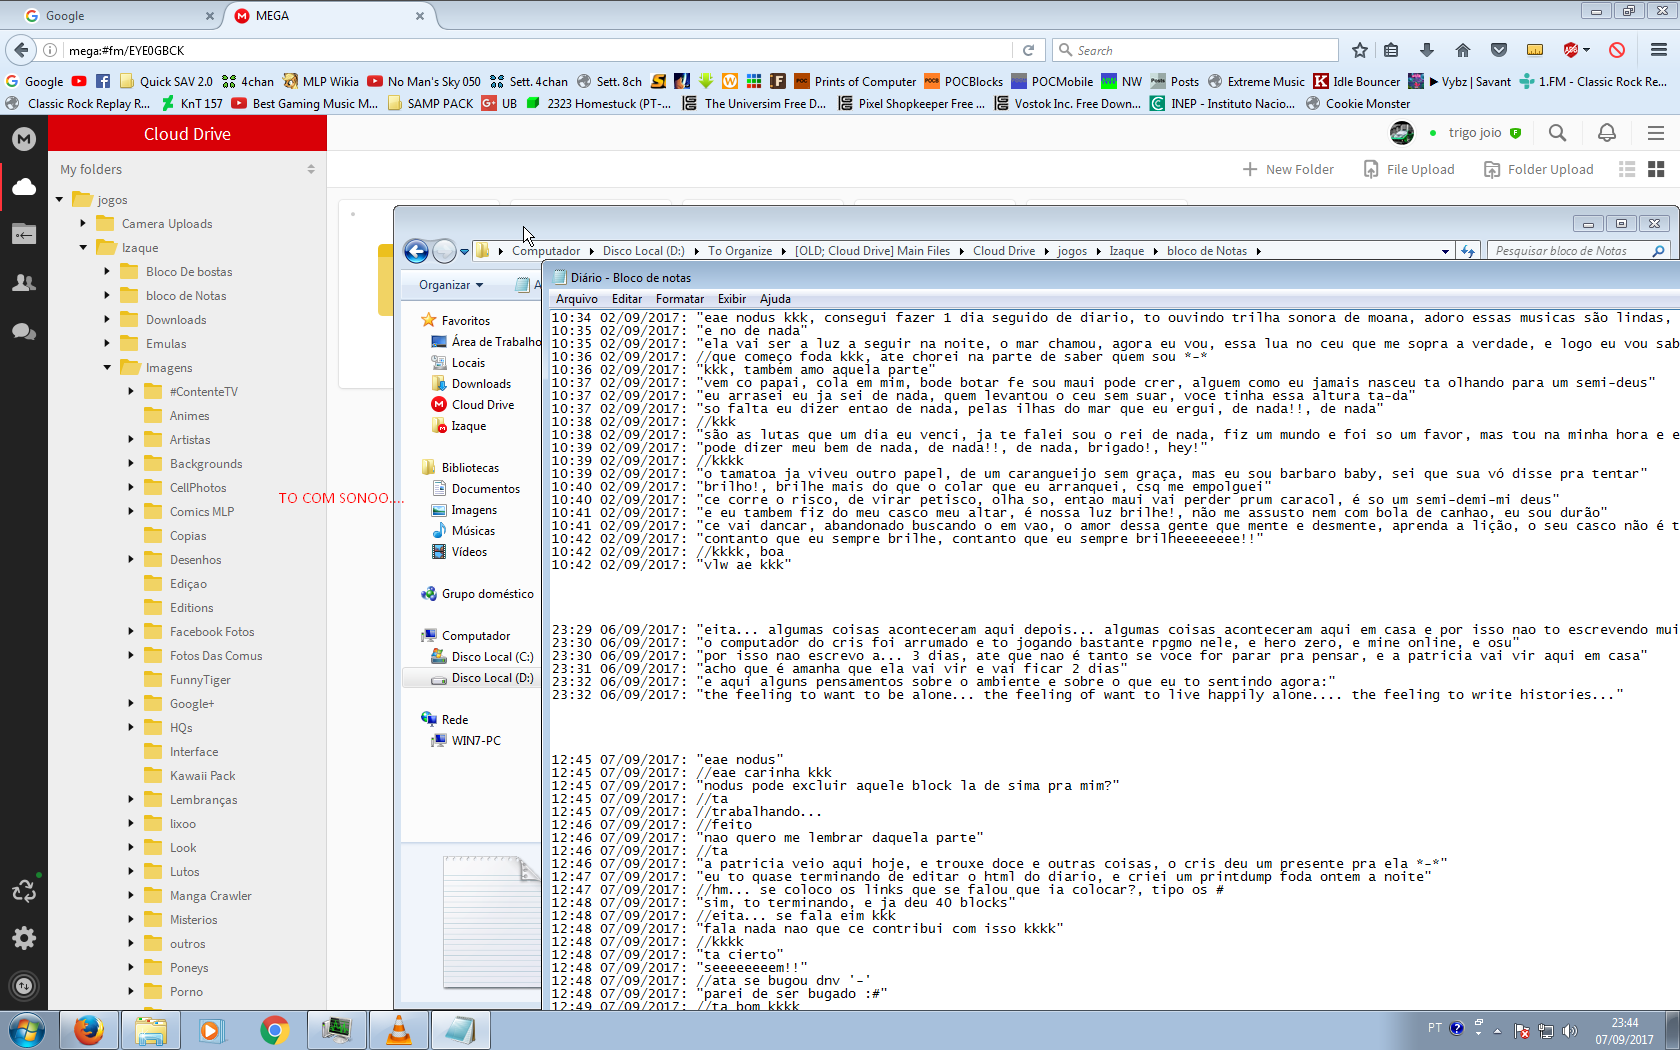 Google
MEGA
mega:#fm/EYE0GBCK
Search
Google
Quick SAV 2.0
4chan
MLP Wikia
No Man's Sky 050
Sett. 4chan
Sett. 8ch
Prints of Computer
POCBlocks
POCMobile
NW
Posts
Extreme Music
Idle Bouncer
Vybz | Savant
1.FM - Classic Rock Re...
Classic Rock Replay R...
KnT 157
Best Gaming Music M...
SAMP PACK
UB
2323 Homestuck (PT-...
The Universim Free D...
Pixel Shopkeeper Free ...
Vostok Inc. Free Down...
INEP - Instituto Nacio...
Cookie Monster
Cloud Drive
trigo joio
My folders
New Folder
File Upload
Folder Upload
jogos
Camera Uploads
Izaque
Bloco De bostas
bloco de Notas
Downloads
Emulas
Imagens
#ContenteTV
Animes
Artistas
Backgrounds
CellPhotos
Comics MLP
Copias
Desenhos
Ediçao
Editions
Facebook Fotos
Fotos Das Comus
FunnyTiger
Google+
HQs
Interface
Kawaii Pack
Lembranças
lixoo
Look
Lutos
Manga Crawler
Misterios
outros
Poneys
Porno
TO COM SONOO....
Computador
Disco Local (D:)
To Organize
[OLD; Cloud Drive] Main Files
Cloud Drive
jogos
Izaque
bloco de Notas
Pesquisar bloco de Notas
Organizar
A
Favoritos
Área de Trabalho
Locais
Downloads
Cloud Drive
Izaque
Bibliotecas
Documentos
Imagens
Músicas
Vídeos
Grupo doméstico
Computador
Disco Local (C:)
Disco Local (D:)
Rede
WIN7-PC
Diário - Bloco de notas
Arquivo Editar Formatar Exibir Ajuda
10:34 02/09/2017: "eae nodus kkk, consegui fazer 1 dia seguido de diario, to ouvindo trilha sonora de moana, adoro essas musicas são lindas,
10:35 02/09/2017: "e no de nada"
10:35 02/09/2017: "ela vai ser a luz a seguir na noite, o mar chamou, agora eu vou, essa lua no ceu que me sopra a verdade, e logo eu vou sab
10:36 02/09/2017: //que começo foda kkk, ate chorei na parte de saber quem sou *-*
10:36 02/09/2017: "kkk, tambem amo aquela parte"
10:37 02/09/2017: "vem co papai, cola em mim, bode botar fe sou maui pode crer, alguem como eu jamais nasceu ta olhando para um semi-deus"
10:37 02/09/2017: "eu arrasei eu ja sei de nada, quem levantou o ceu sem suar, voce tinha essa altura ta-da"
10:37 02/09/2017: "so falta eu dizer entao de nada, pelas ilhas do mar que eu ergui, de nada!!, de nada"
10:38 02/09/2017: //kkk
10:38 02/09/2017: "são as lutas que um dia eu venci, ja te falei sou o rei de nada, fiz um mundo e foi so um favor, mas tou na minha hora e e
10:39 02/09/2017: "pode dizer meu bem de nada, de nada!!, de nada, brigado!, hey!"
10:39 02/09/2017: //kkkk
10:39 02/09/2017: "o tamatoa ja viveu outro papel, de um carangueijo sem graça, mas eu sou barbaro baby, sei que sua vó disse pra tentar"
10:40 02/09/2017: "brilho!, brilhe mais do que o colar que eu arranquei, csq me empolguei"
10:40 02/09/2017: "ce corre o risco, de virar petisco, olha so, entao maui vai perder prum caracol, é so um semi-demi-mi deus"
10:41 02/09/2017: "e eu tambem fiz do meu casco meu altar, é nossa luz brilhe!, não me assusto nem com bola de canhao, eu sou durão"
10:41 02/09/2017: "ce vai dancar, abandonado buscando o em vao, o amor dessa gente que mente e desmente, aprenda a lição, o seu casco não é t
10:42 02/09/2017: "contanto que eu sempre brilhe, contanto que eu sempre brilheeeeeeee!!"
10:42 02/09/2017: //kkkk, boa
10:42 02/09/2017: "vlw ae kkk"
23:29 06/09/2017: "eita... algumas coisas aconteceram aqui depois... algumas coisas aconteceram aqui em casa e por isso nao to escrevendo mui
23:30 06/09/2017: "o computador do cris foi arrumado e to jogando bastante rpgmo nele, e hero zero, e mine online, e osu"
23:30 06/09/2017: "por isso nao escrevo a... 3 dias, ate que nao é tanto se voce for parar pra pensar, e a patricia vai vir aqui em casa"
23:31 06/09/2017: "acho que é amanha que ela vai vir e vai ficar 2 dias"
23:32 06/09/2017: "e aqui alguns pensamentos sobre o ambiente e sobre o que eu to sentindo agora:"
23:32 06/09/2017: "the feeling to want to be alone... the feeling of want to live happily alone.... the feeling to write histories..."
12:45 07/09/2017: "eae nodus"
12:45 07/09/2017: //eae carinha kkk
12:45 07/09/2017: "nodus pode excluir aquele block la de sima pra mim?"
12:45 07/09/2017: //ta
12:45 07/09/2017: //trabalhando...
12:46 07/09/2017: //feito
12:46 07/09/2017: "nao quero me lembrar daquela parte"
12:46 07/09/2017: //ta
12:46 07/09/2017: "a patricia veio aqui hoje, e trouxe doce e outras coisas, o cris deu um presente pra ela *-*"
12:47 07/09/2017: "eu to quase terminando de editar o html do diario, e criei um printdump foda ontem a noite"
12:47 07/09/2017: //hm... se coloco os links que se falou que ia colocar?, tipo os #
12:48 07/09/2017: "sim, to terminando, e ja deu 40 blocks"
12:48 07/09/2017: //eita... se fala eim kkk
12:48 07/09/2017: "fala nada nao que ce contribui com isso kkkk"
12:48 07/09/2017: //kkkk
12:48 07/09/2017: "ta cierto"
12:48 07/09/2017: "seeeeeeeem!!"
12:48 07/09/2017: //ata se bugou dnv '-'
12:48 07/09/2017: "parei de ser bugado :#"
12:49 07/09/2017: //ta bom kkkk
PT
23:44
07/09/2017